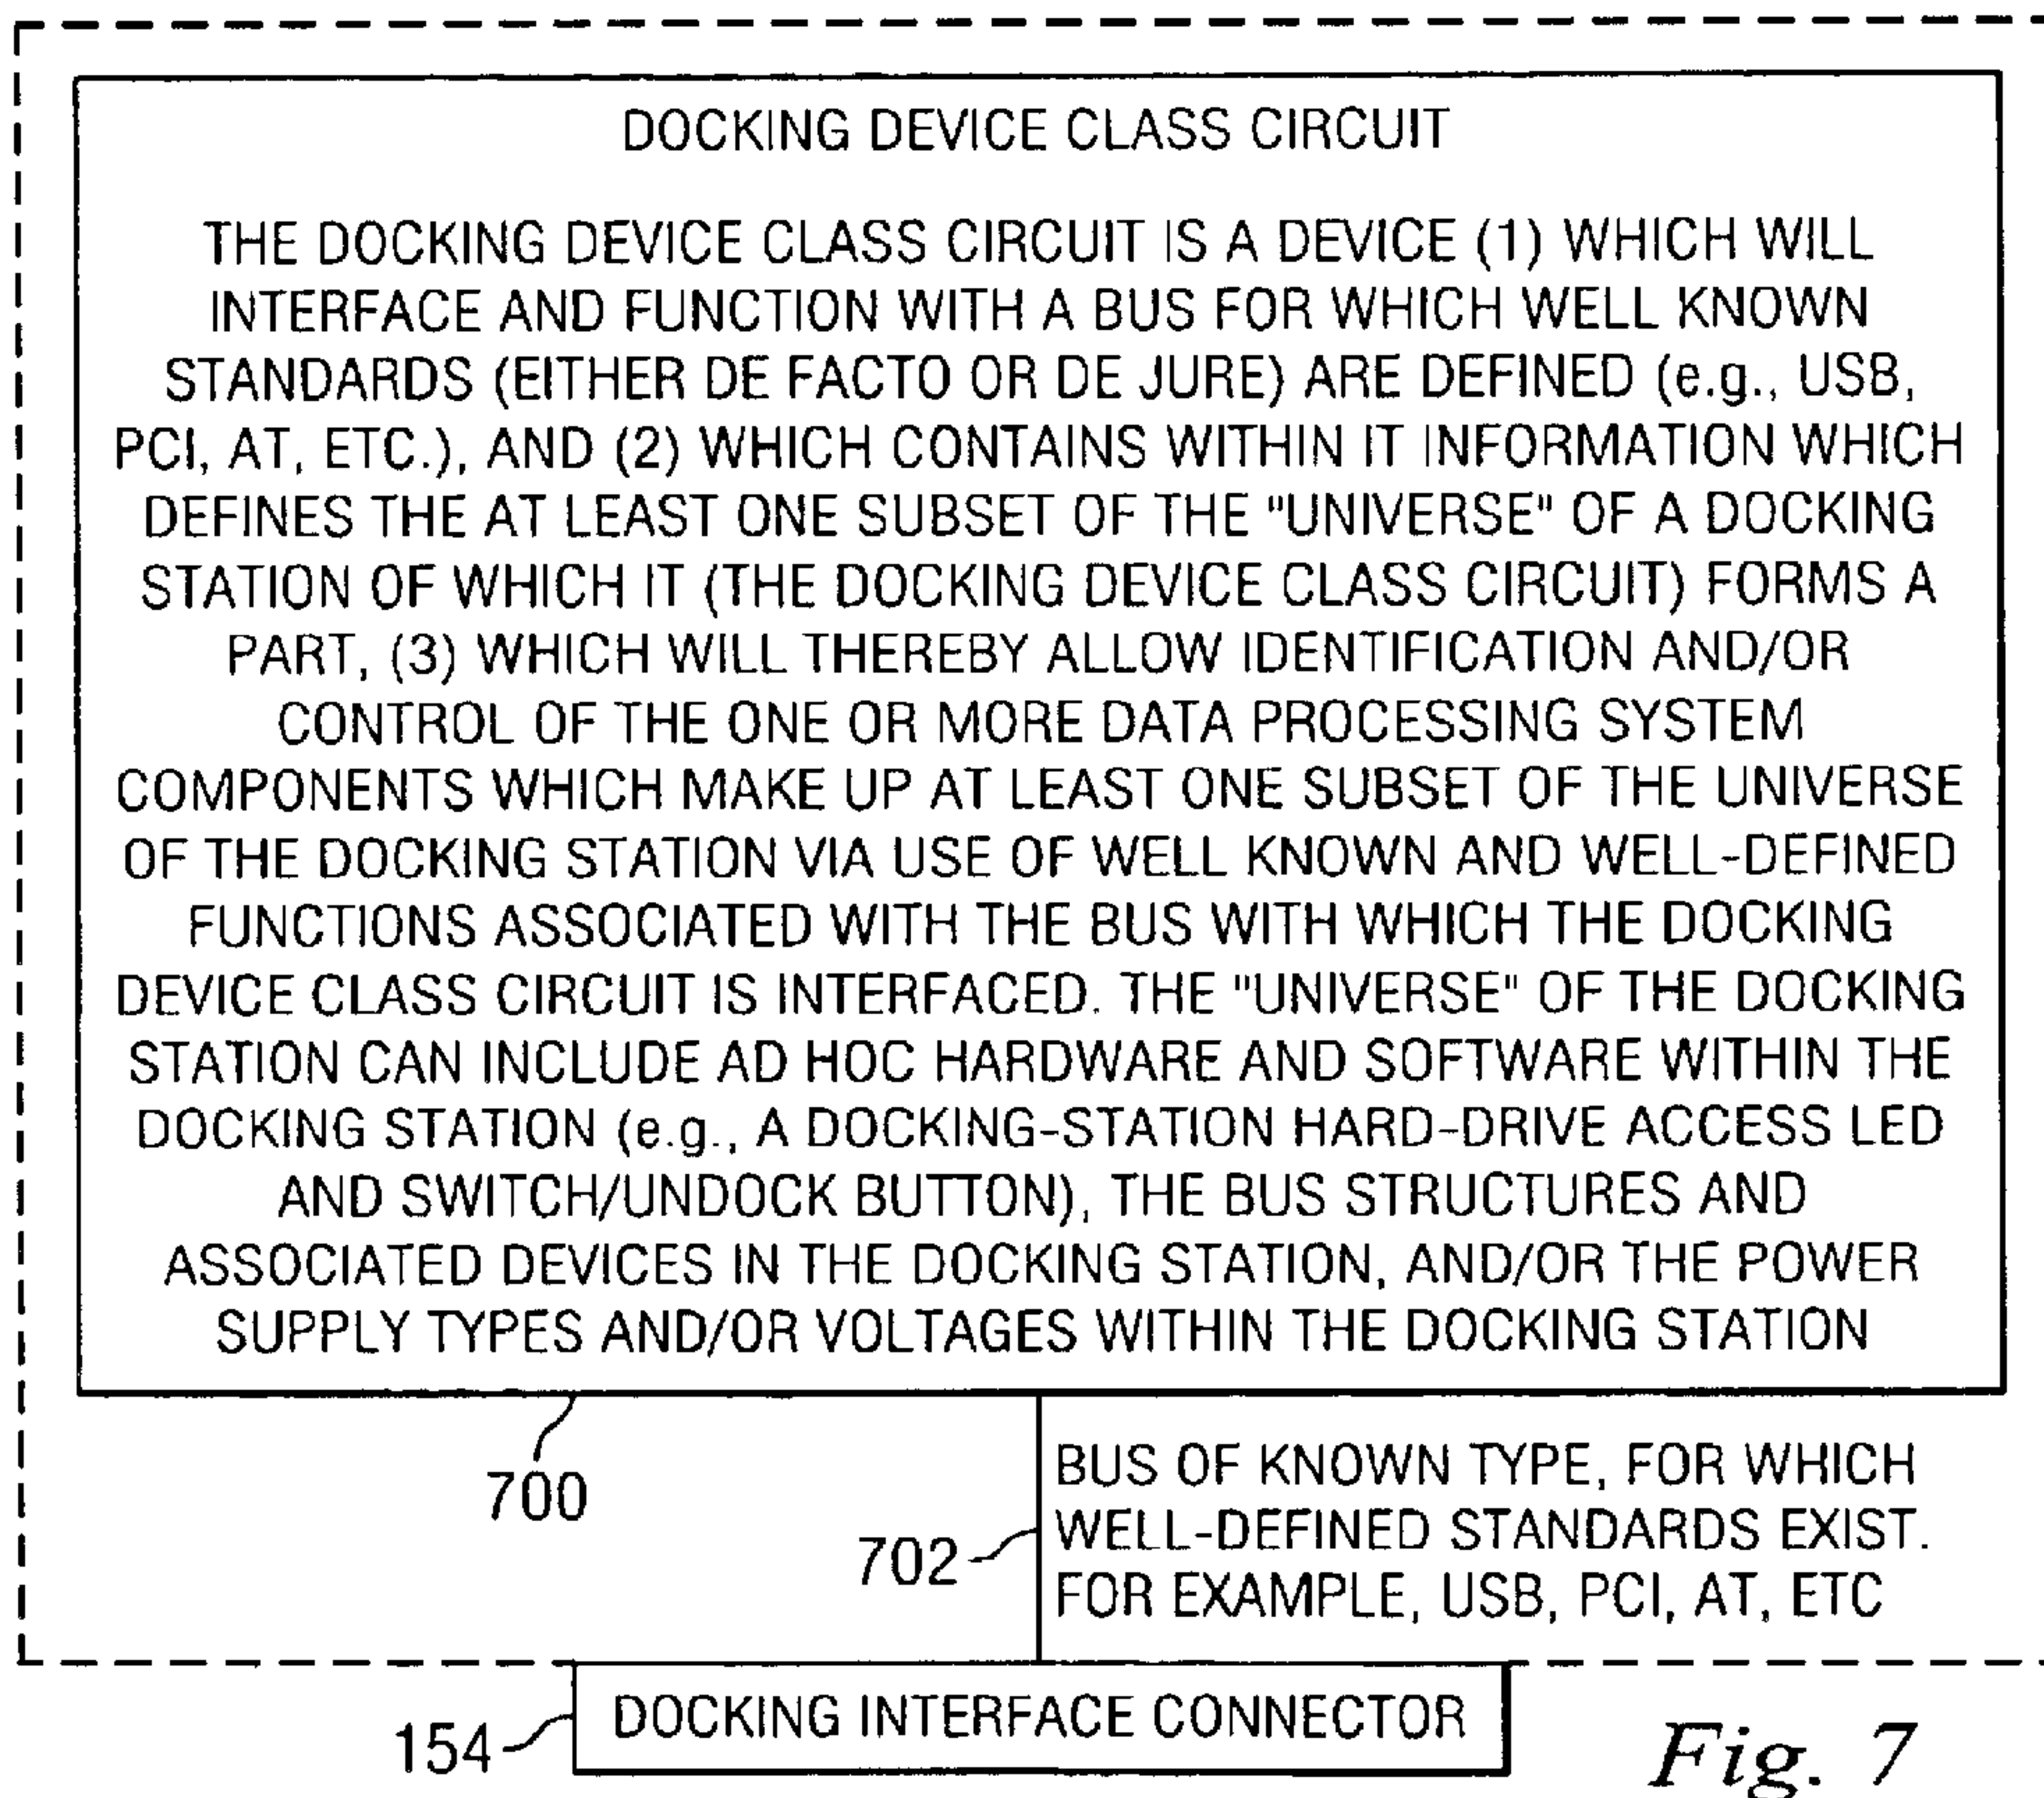 DOCKING DEVICE CLASS CIRCUIT
THE DOCKING DEVICE CLASS CIRCUIT IS A DEVICE (1) WHICH WILL
INTERFACE AND FUNCTION WITH A BUS FOR WHICH WELL KNOWN
STANDARDS (EITHER DE FACTO OR DE JURE) ARE DEFINED (e.g., USB,
PCI, AT, ETC.), AND (2) WHICH CONTAINS WITHIN IT INFORMATION WHICH
DEFINES THE AT LEAST ONE SUBSET OF THE "UNIVERSE" OF A DOCKING
STATION OF WHICH IT (THE DOCKING DEVICE CLASS CIRCUIT) FORMS A
PART, (3) WHICH WILL THEREBY ALLOW IDENTIFICATION AND/OR
CONTROL OF THE ONE OR MORE DATA PROCESSING SYSTEM
COMPONENTS WHICH MAKE UP AT LEAST ONE SUBSET OF THE UNIVERSE
OF THE DOCKING STATION VIA USE OF WELL KNOWN AND WELL-DEFINED
FUNCTIONS ASSOCIATED WITH THE BUS WITH WHICH THE DOCKING
DEVICE CLASS CIRCUIT IS INTERFACED. THE "UNIVERSE" OF THE DOCKING
STATION CAN INCLUDE AD HOC HARDWARE AND SOFTWARE WITHIN THE
DOCKING STATION (e.g., A DOCKING-STATION HARD-DRIVE ACCESS LED
AND SWITCH/UNDOCK BUTTON), THE BUS STRUCTURES AND
ASSOCIATED DEVICES IN THE DOCKING STATION, AND/OR THE POWER
SUPPLY TYPES AND/OR VOLTAGES WITHIN THE DOCKING STATION
700
BUS OF KNOWN TYPE, FOR WHICH
WELL-DEFINED STANDARDS EXIST.
FOR EXAMPLE, USB, PCI, AT, ETC
702
DOCKING INTERFACE CONNECTOR
154
Fig. 7